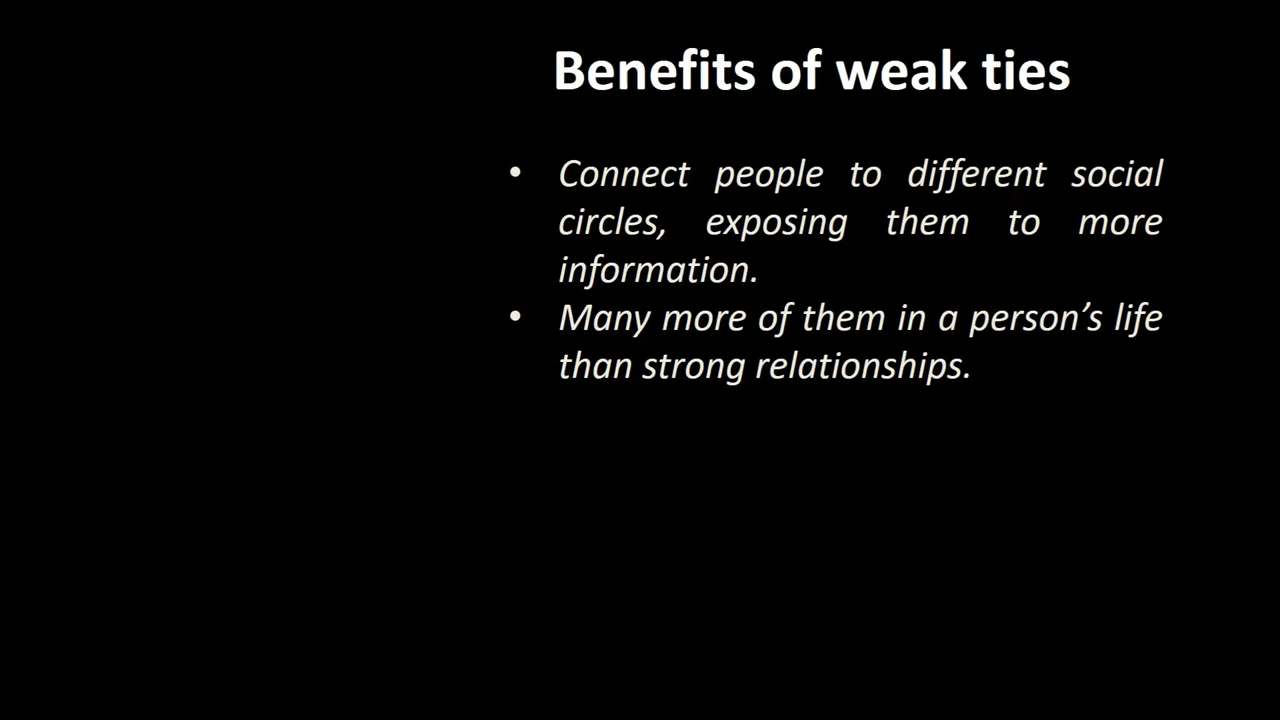 Benefits of weak ties
• Connect people to different social
circles, exposing them to more
information.
• Many more of them in a person’s life
than strong relationships.